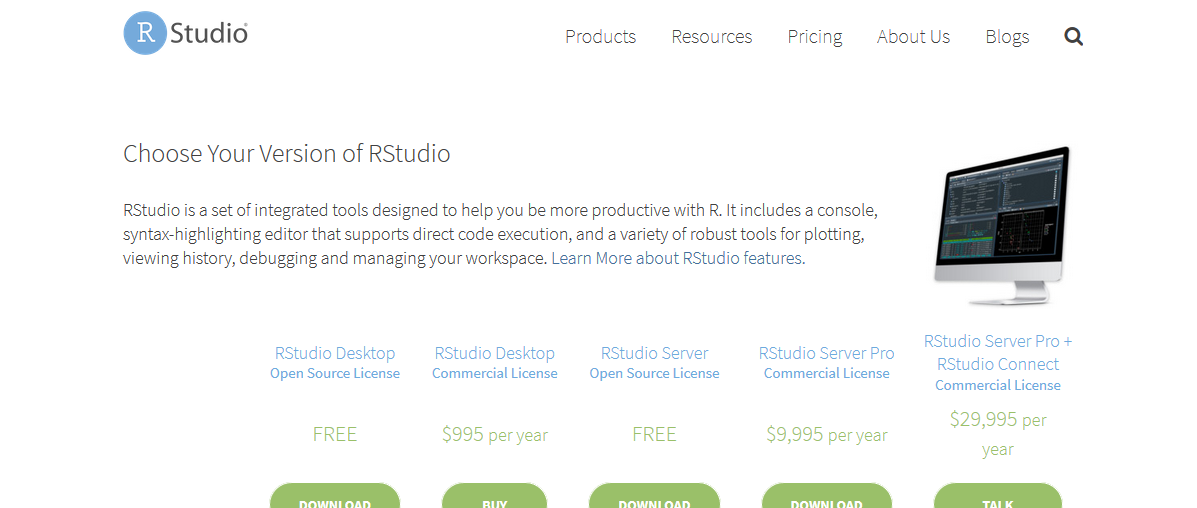 R Studio
Products Resources Pricing About Us Blogs
Choose Your Version of RStudio
RStudio is a set of integrated tools designed to help you be more productive with R. It includes a console,
syntax-highlighting editor that supports direct code execution, and a variety of robust tools for plotting,
viewing history, debugging and managing your workspace. Learn More about RStudio features.
RStudio Desktop
Open Source License
FREE
DOWNLOAD
RStudio Desktop
Commercial License
$995 per year
BUY
RStudio Server
Open Source License
FREE
DOWNLOAD
RStudio Server Pro
Commercial License
$9,995 per year
DOWNLOAD
RStudio Server Pro +
RStudio Connect
Commercial License
$29,995 per
year
TALK